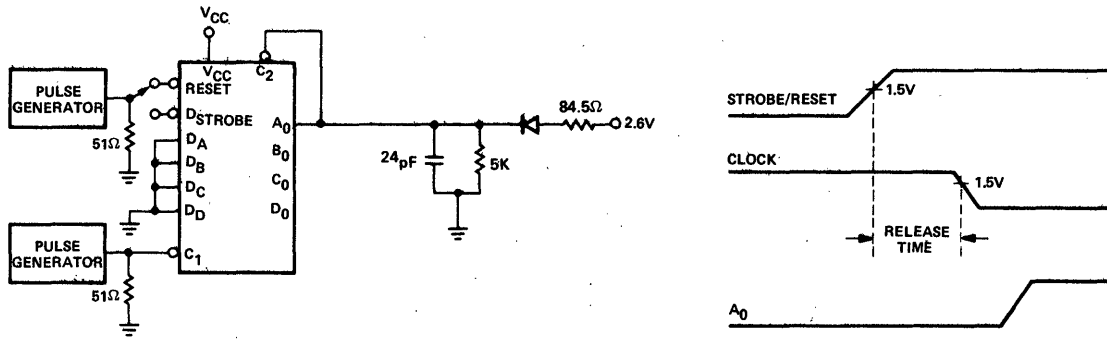 VCC
PULSE
GENERATOR
51Ω
VCC
C2
RESET
DSTROBE
DA
DB
DC
DD
A0
B0
C0
D0
C1
PULSE
GENERATOR
51Ω
24pF
5K
84.5Ω
2.6V
STROBE/RESET
1.5V
CLOCK
1.5V
RELEASE
TIME
A0